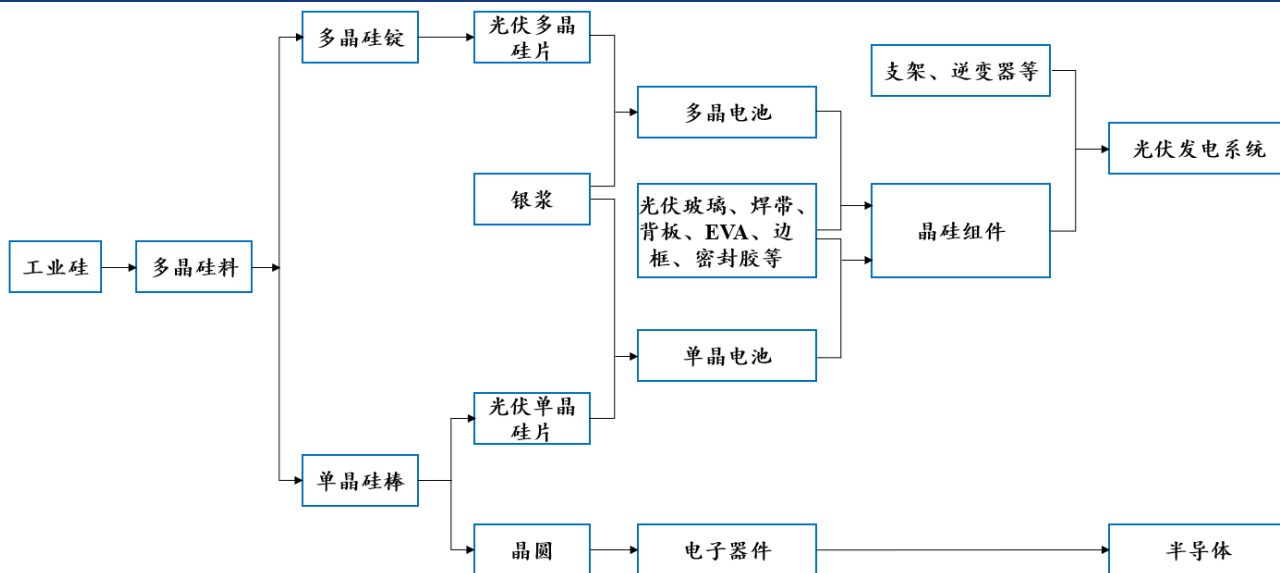 多晶硅锭
光伏多晶
硅片
支架、逆变器等
多晶电池
光伏发电系统
银浆
光伏玻璃、焊带、
背板、EVA、边
框、密封胶等
晶硅组件
工业硅
多晶硅料
单晶电池
光伏单晶
硅片
单晶硅棒
晶圆
电子器件
半导体